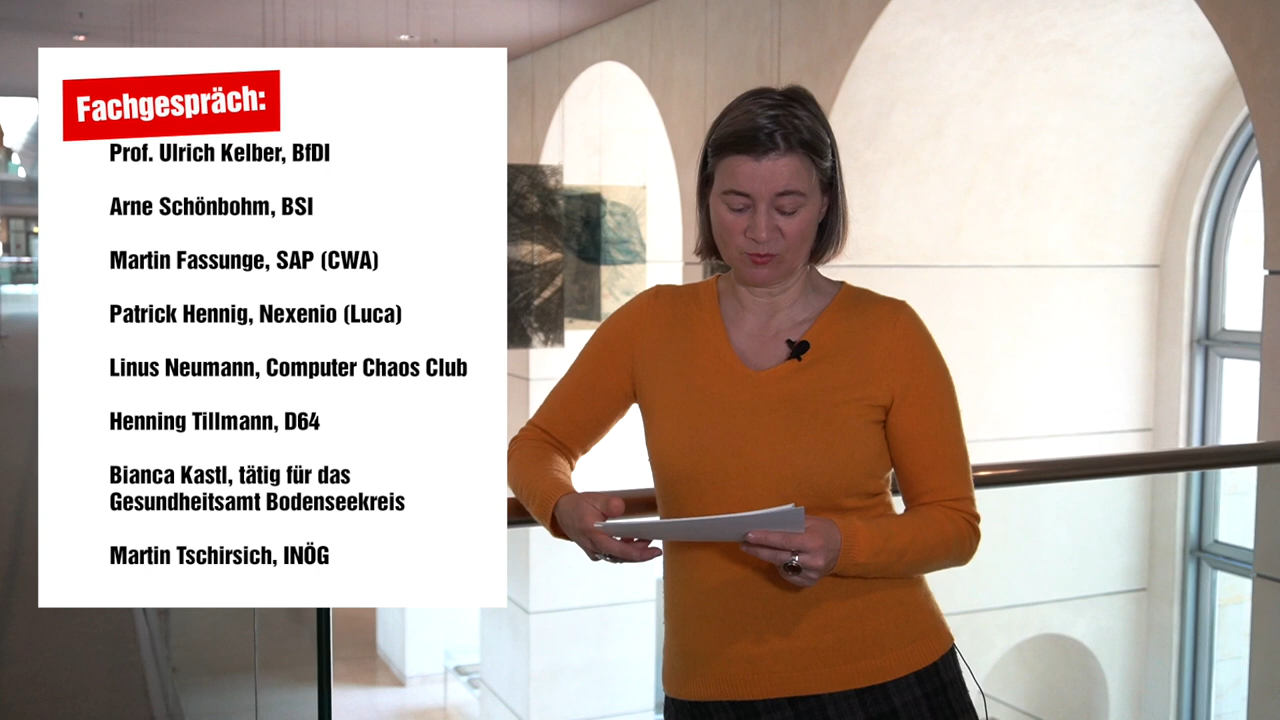 Fachgespräch:
Prof. Ulrich Kelber, BfDI
Arne Schönbohm, BSI
Martin Fassunge, SAP (CWA)
Patrick Hennig, Nexenio (Luca)
Linus Neumann, Computer Chaos Club
Henning Tillmann, D64
Bianca Kastl, tätig für das
Gesundheitsamt Bodenseekreis
Martin Tschirsich, INÖG